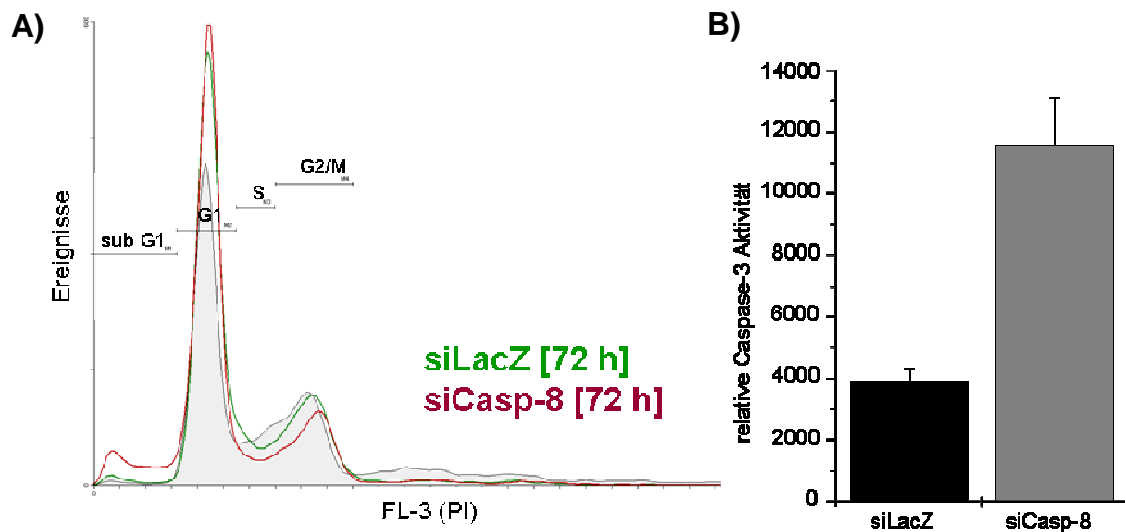 A)
Ereignisse
sub G1
G1
S
G2/M
siLacZ [72 h]
siCasp-8 [72 h]
0
FL-3 (PI)
B)
relative Caspase-3 Aktivität
14000
12000
10000
8000
6000
4000
2000
0
siLacZ
siCasp-8